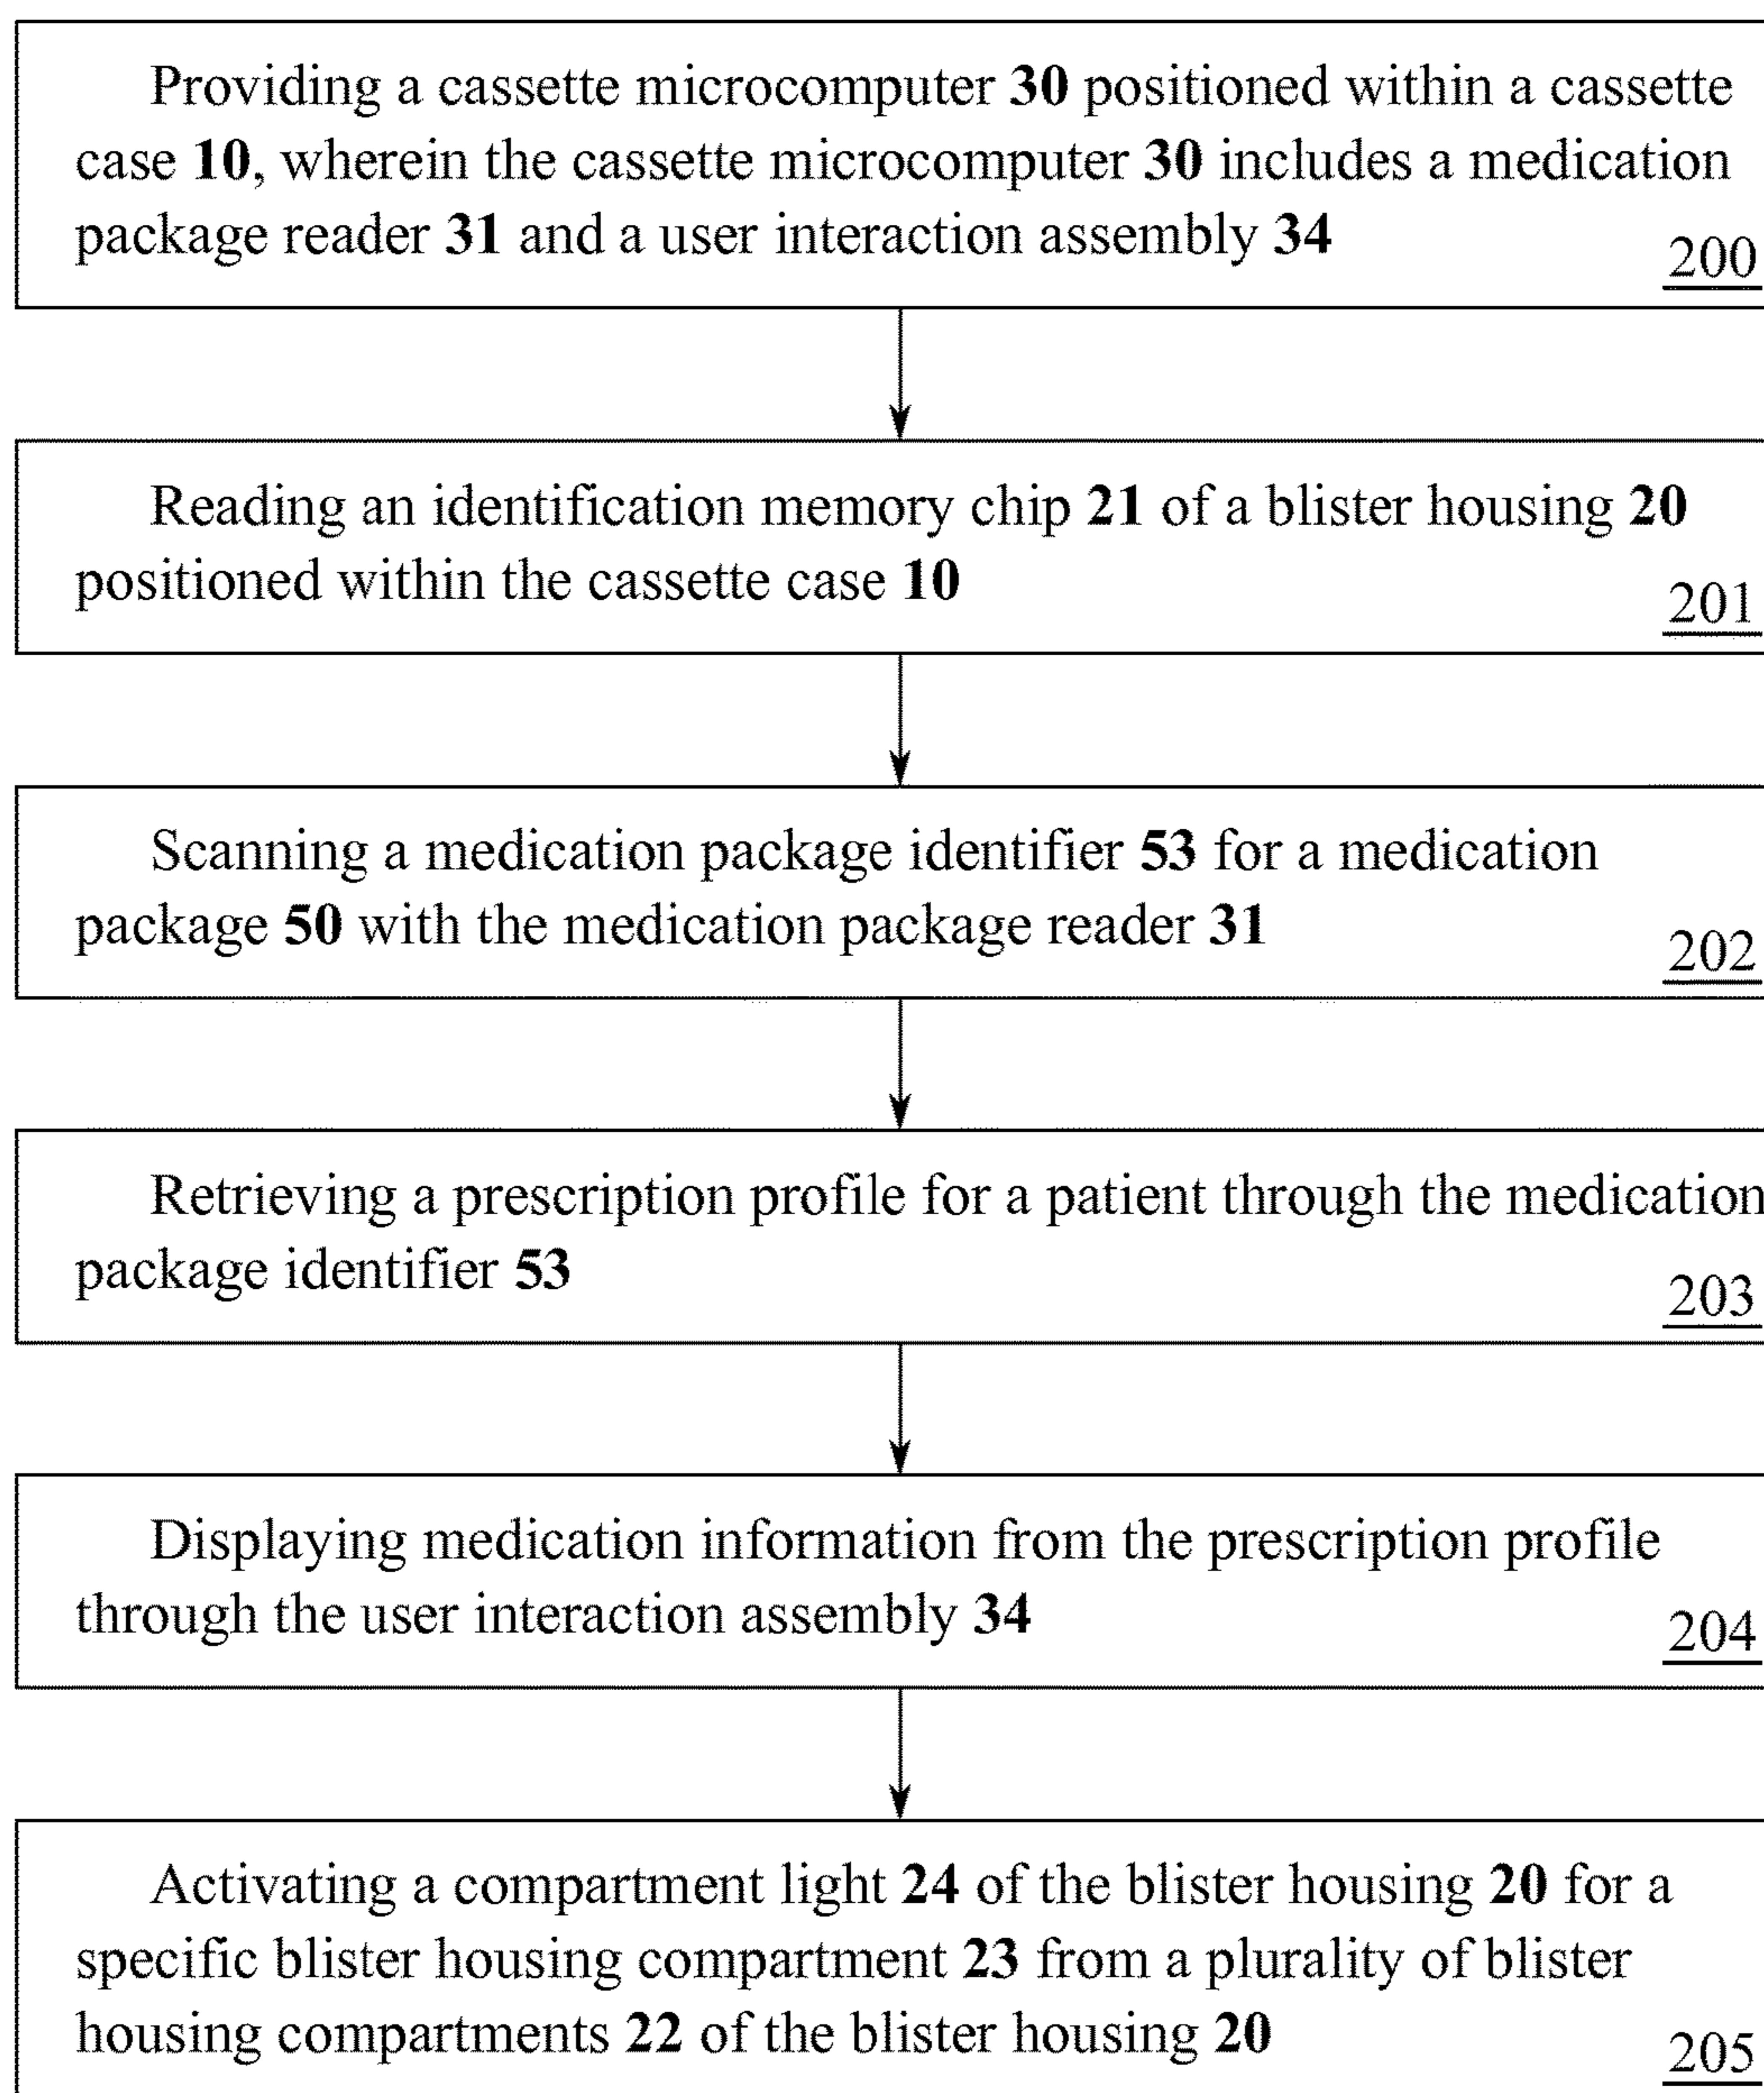 Providing a cassette microcomputer 30 positioned within a cassette
case 10, wherein the cassette microcomputer 30 includes a medication
package reader 31 and a user interaction assembly 34
200
Reading an identification memory chip 21 of a blister housing 20
positioned within the cassette case 10
201
Scanning a medication package identifier 53 for a medication
package 50 with the medication package reader 31
202
Retrieving a prescription profile for a patient through the medication
package identifier 53
203
Displaying medication information from the prescription profile
through the user interaction assembly 34
204
Activating a compartment light 24 of the blister housing 20 for a
specific blister housing compartment 23 from a plurality of blister
housing compartments 22 of the blister housing 20
205